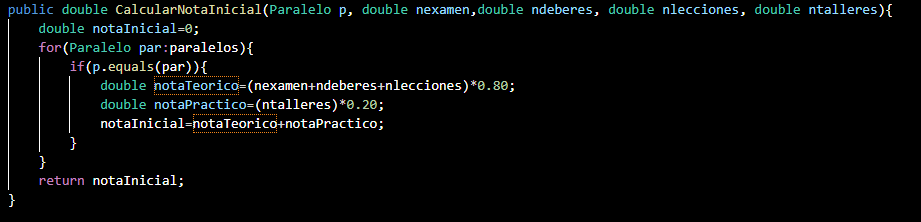 public double CalcularNotaInicial(Paralelo p, double nexamen,double ndeberes, double nlecciones, double ntalleres){
    double notaInicial=0;
    for(Paralelo par:paralelos){
        if(p.equals(par)){
            double notaTeorico=(nexamen+ndeberes+nlecciones)*0.80;
            double notaPractico=(ntalleres)*0.20;
            notaInicial=notaTeorico+notaPractico;
        }
    }
    return notaInicial;
}